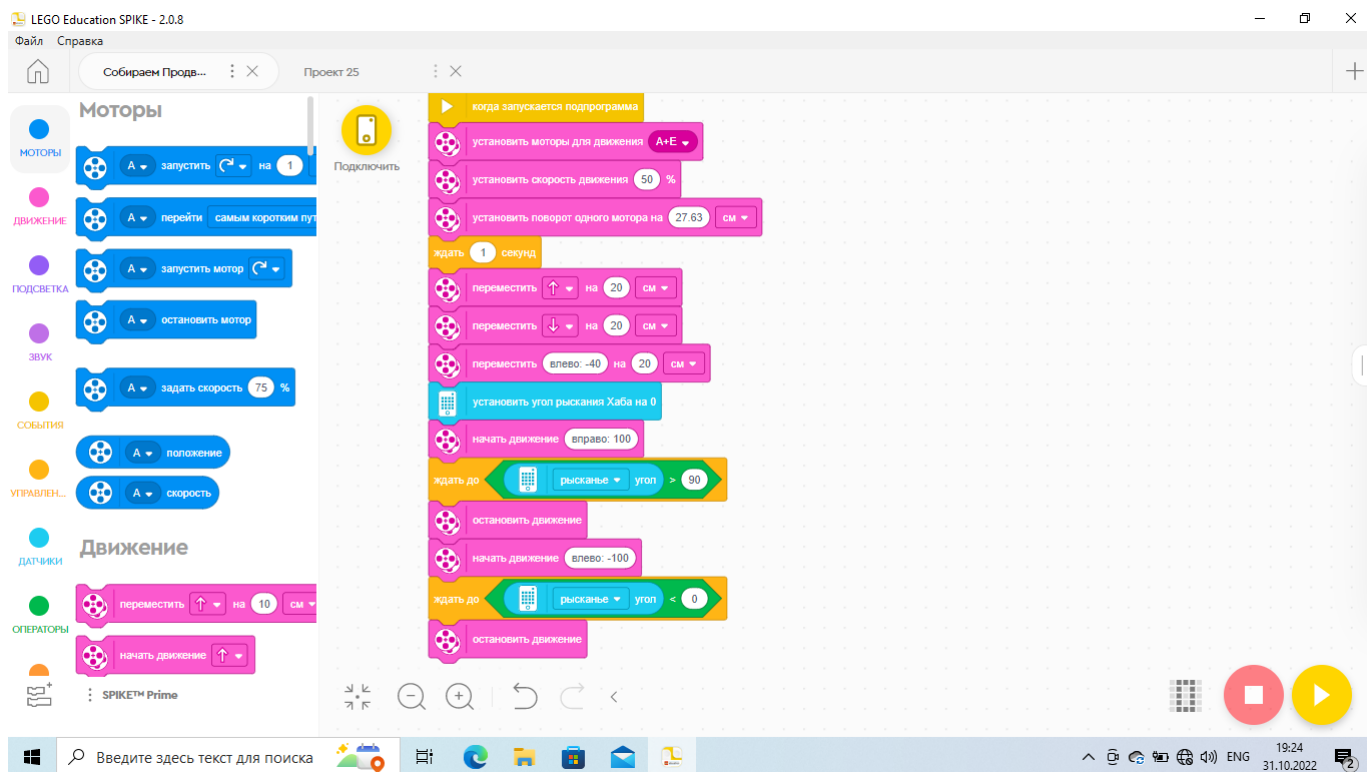 LEGO Education SPIKE - 2.0.8
Файл Справка
Собираем Продв...
Проект 25
Моторы
МОТОРЫ
ДВИЖЕНИЕ
ПОДСВЕТКА
ЗВУК
СОБЫТИЯ
УПРАВЛЕН...
ДАТЧИКИ
ОПЕРАТОРЫ
A запустить на 1
A перейти самым коротким пут
A запустить мотор
A остановить мотор
A задать скорость 75 %
A положение
A скорость
Движение
переместить на 10 см
начать движение
SPIKE™ Prime
Подключить
когда запускается подпрограмма
установить моторы для движения A+E
установить скорость движения 50 %
установить поворот одного мотора на 27.63 см
ждать 1 секунд
переместить на 20 см
переместить на 20 см
переместить влево: -40 на 20 см
установить угол рыскания Хаба на 0
начать движение вправо: 100
ждать до рысканье угол > 90
остановить движение
начать движение влево: -100
ждать до рысканье угол < 0
остановить движение
Введите здесь текст для поиска
ENG
19:24
31.10.2022
2